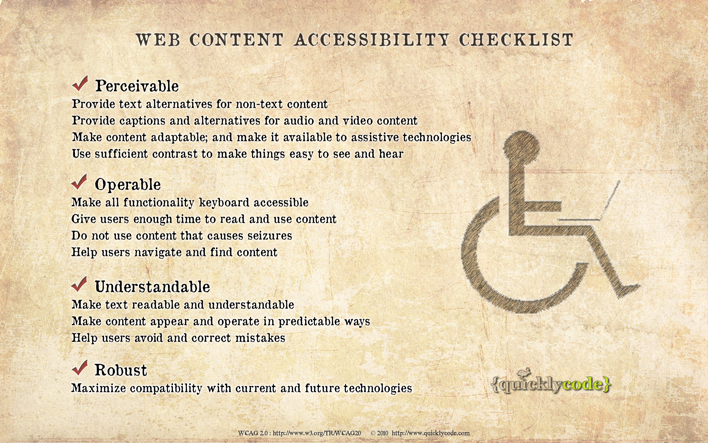 WEB CONTENT ACCESSIBILITY CHECKLIST
Perceivable
Provide text alternatives for non-text content
Provide captions and alternatives for audio and video content
Make content adaptable; and make it available to assistive technologies
Use sufficient contrast to make things easy to see and hear
Operable
Make all functionality keyboard accessible
Give users enough time to read and use content
Do not use content that causes seizures
Help users navigate and find content
Understandable
Make text readable and understandable
Make content appear and operate in predictable ways
Help users avoid and correct mistakes
Robust
Maximize compatibility with current and future technologies
{quicklycode}
WCAG 2.0 : http://www.w3.org/TR/WCAG20 © 2010 http://www.quicklycode.com